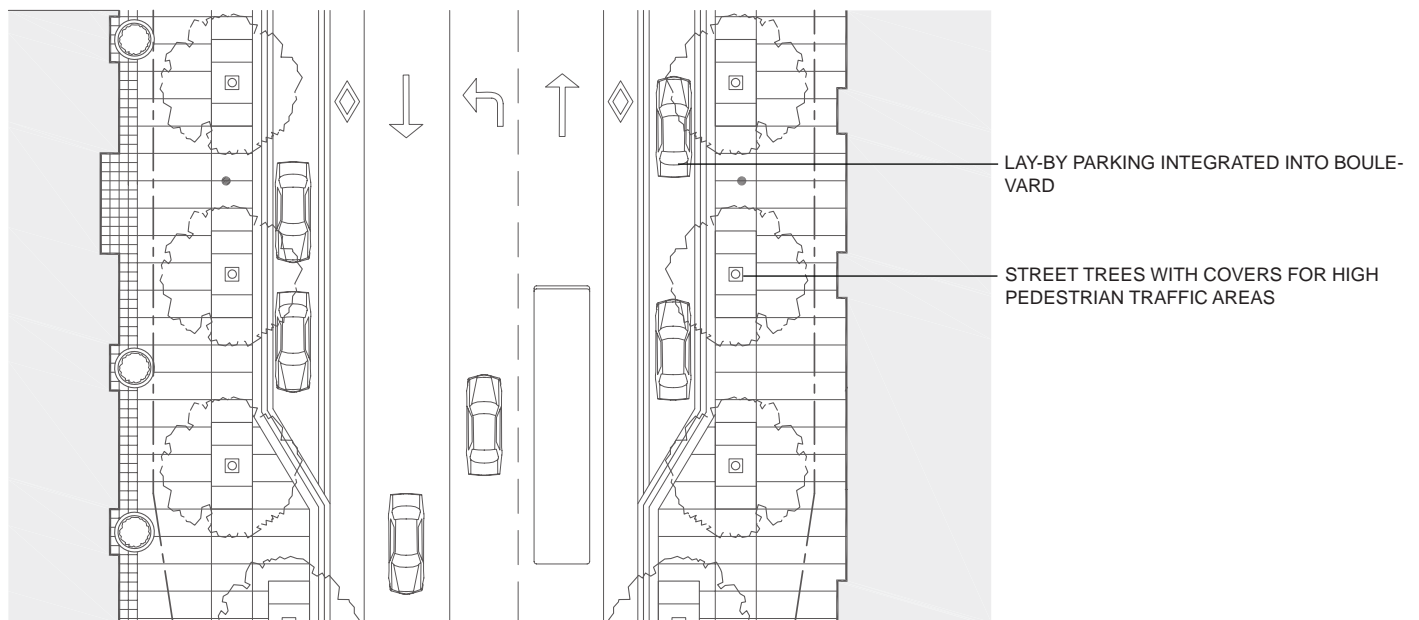 LAY-BY PARKING INTEGRATED INTO BOULE-
VARD
STREET TREES WITH COVERS FOR HIGH
PEDESTRIAN TRAFFIC AREAS